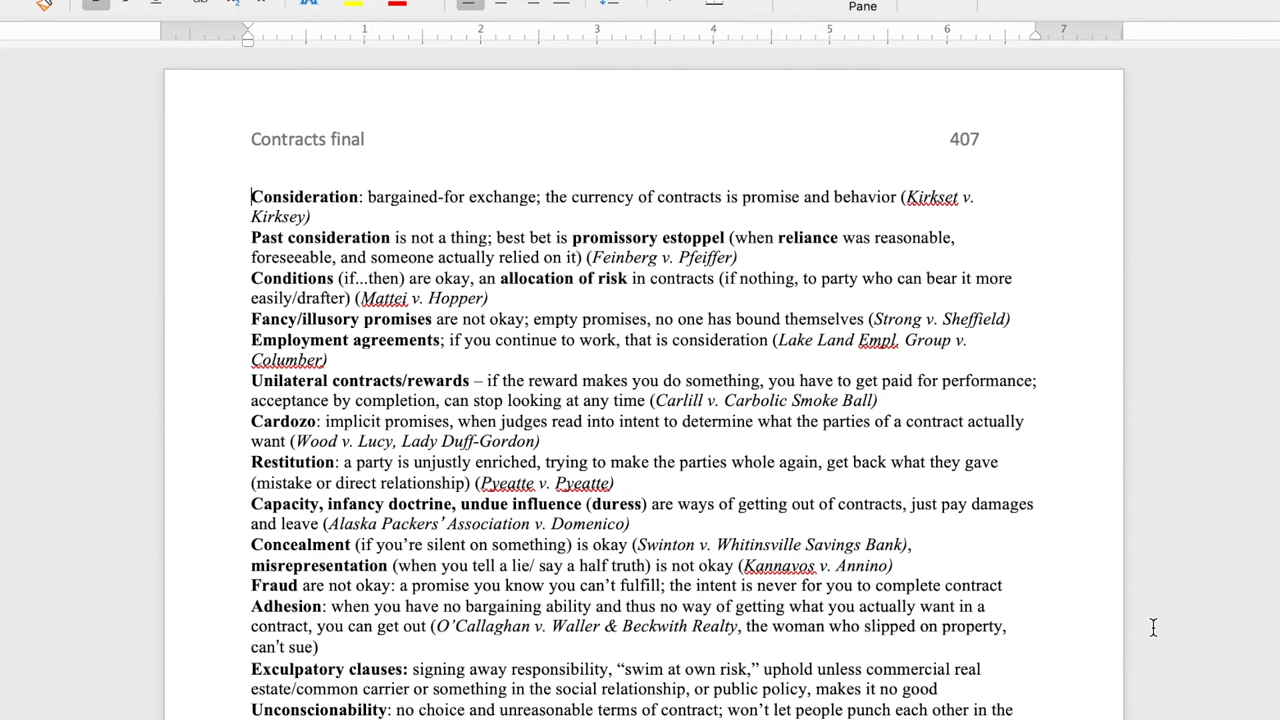 Pane
1 2 3 4 5 6 7
Contracts final 407
Consideration: bargained-for exchange; the currency of contracts is promise and behavior (Kirkset v.
Kirksey)
Past consideration is not a thing; best bet is promissory estoppel (when reliance was reasonable,
foreseeable, and someone actually relied on it) (Feinberg v. Pfeiffer)
Conditions (if...then) are okay, an allocation of risk in contracts (if nothing, to party who can bear it more
easily/drafter) (Mattei v. Hopper)
Fancy/illusory promises are not okay; empty promises, no one has bound themselves (Strong v. Sheffield)
Employment agreements; if you continue to work, that is consideration (Lake Land Empl. Group v.
Columber)
Unilateral contracts/rewards – if the reward makes you do something, you have to get paid for performance;
acceptance by completion, can stop looking at any time (Carlill v. Carbolic Smoke Ball)
Cardozo: implicit promises, when judges read into intent to determine what the parties of a contract actually
want (Wood v. Lucy, Lady Duff-Gordon)
Restitution: a party is unjustly enriched, trying to make the parties whole again, get back what they gave
(mistake or direct relationship) (Pyeatte v. Pyeatte)
Capacity, infancy doctrine, undue influence (duress) are ways of getting out of contracts, just pay damages
and leave (Alaska Packers’ Association v. Domenico)
Concealment (if you’re silent on something) is okay (Swinton v. Whitinsville Savings Bank),
misrepresentation (when you tell a lie/ say a half truth) is not okay (Kannavos v. Annino)
Fraud are not okay: a promise you know you can’t fulfill; the intent is never for you to complete contract
Adhesion: when you have no bargaining ability and thus no way of getting what you actually want in a
contract, you can get out (O’Callaghan v. Waller & Beckwith Realty, the woman who slipped on property,
can’t sue)
Exculpatory clauses: signing away responsibility, “swim at own risk,” uphold unless commercial real
estate/common carrier or something in the social relationship, or public policy, makes it no good
Unconscionability: no choice and unreasonable terms of contract; won’t let people punch each other in the